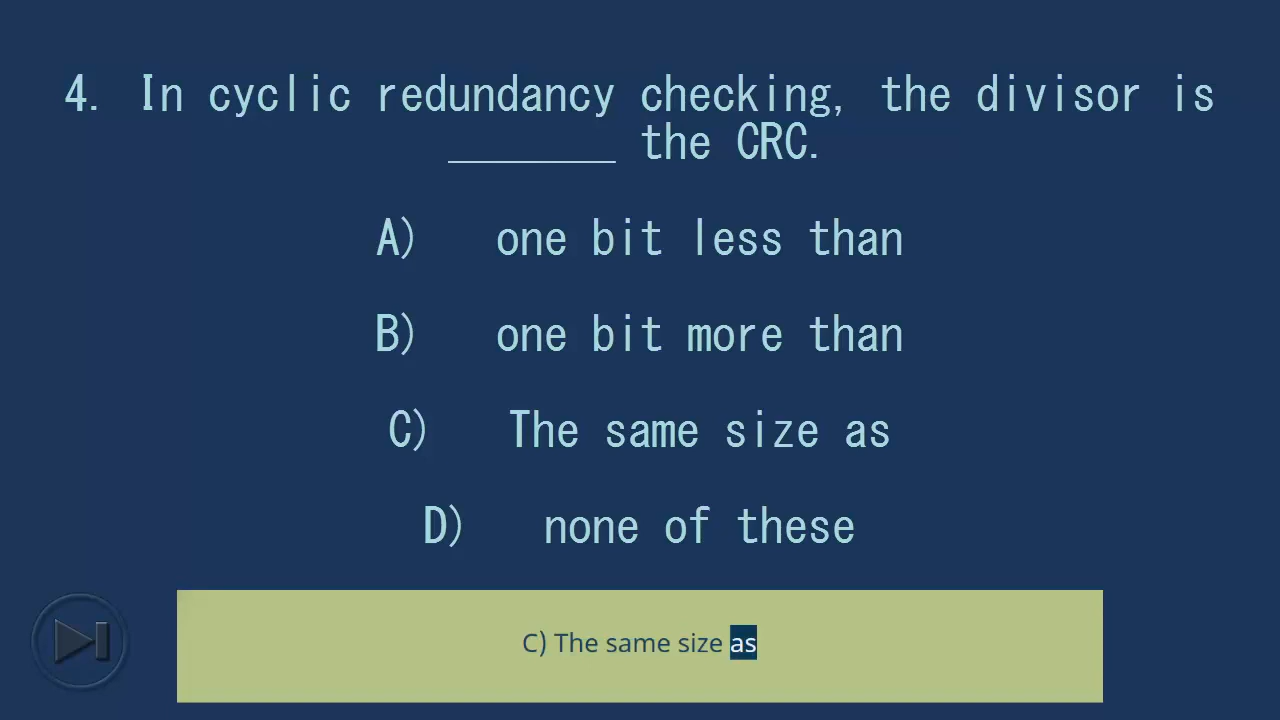 4. In cyclic redundancy checking, the divisor is
_______ the CRC.
A) one bit less than
B) one bit more than
C) The same size as
D) none of these
C) The same size as